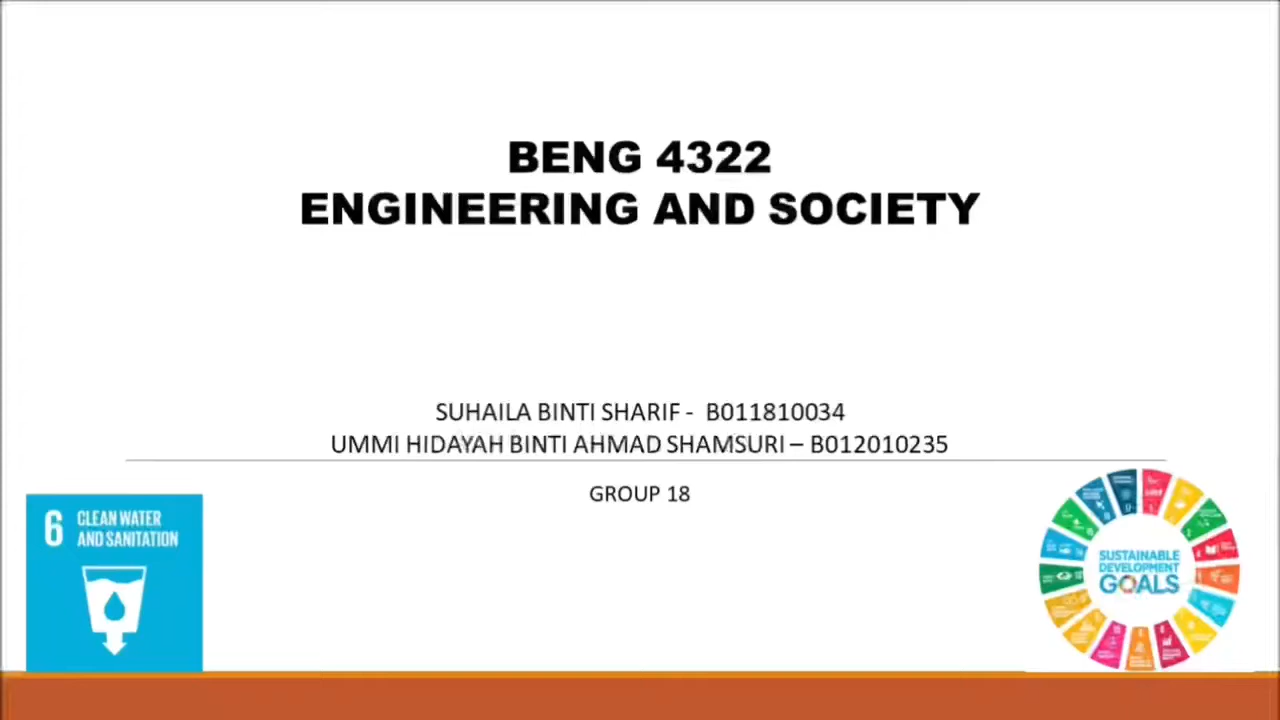 BENG 4322
ENGINEERING AND SOCIETY
SUHAILA BINTI SHARIF - B011810034
UMMI HIDAYAH BINTI AHMAD SHAMSURI – B012010235
GROUP 18
6 CLEAN WATER
AND SANITATION
SUSTAINABLE
DEVELOPMENT
GOALS